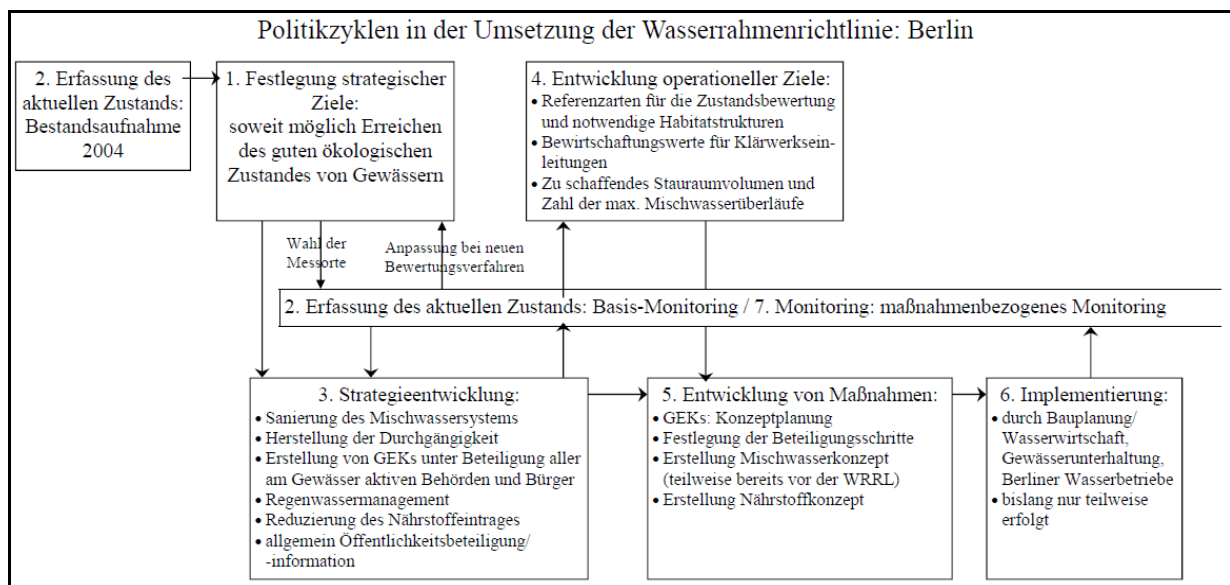 Politikzyklen in der Umsetzung der Wasserrahmenrichtlinie: Berlin
2. Erfassung des
aktuellen Zustands:
Bestandsaufnahme
2004
1. Festlegung strategischer
Ziele:
soweit möglich Erreichen
des guten ökologischen
Zustandes von Gewässern
4. Entwicklung operationeller Ziele:
• Referenzarten für die Zustandsbewertung
und notwendige Habitatstrukturen
• Bewirtschaftungswerte für Klärwerksein-
leitungen
• Zu schaffendes Stauraumvolumen und
Zahl der max. Mischwasserüberläufe
Wahl der
Messorte
Anpassung bei neuen
Bewertungsverfahren
2. Erfassung des aktuellen Zustands: Basis-Monitoring / 7. Monitoring: maßnahmenbezogenes Monitoring
3. Strategieentwicklung:
• Sanierung des Mischwassersystems
• Herstellung der Durchgängigkeit
• Erstellung von GEKs unter Beteiligung aller
am Gewässer aktiven Behörden und Bürger
• Regenwassermanagement
• Reduzierung des Nährstoffeintrages
• allgemein Öffentlichkeitsbeteiligung/
-information
5. Entwicklung von Maßnahmen:
• GEKs: Konzeptplanung
• Festlegung der Beteiligungsschritte
• Erstellung Mischwasserkonzept
(teilweise bereits vor der WRRL)
• Erstellung Nährstoffkonzept
6. Implementierung:
• durch Bauplanung/
Wasserwirtschaft,
Gewässerunterhaltung,
Berliner Wasserbetriebe
• bislang nur teilweise
erfolgt